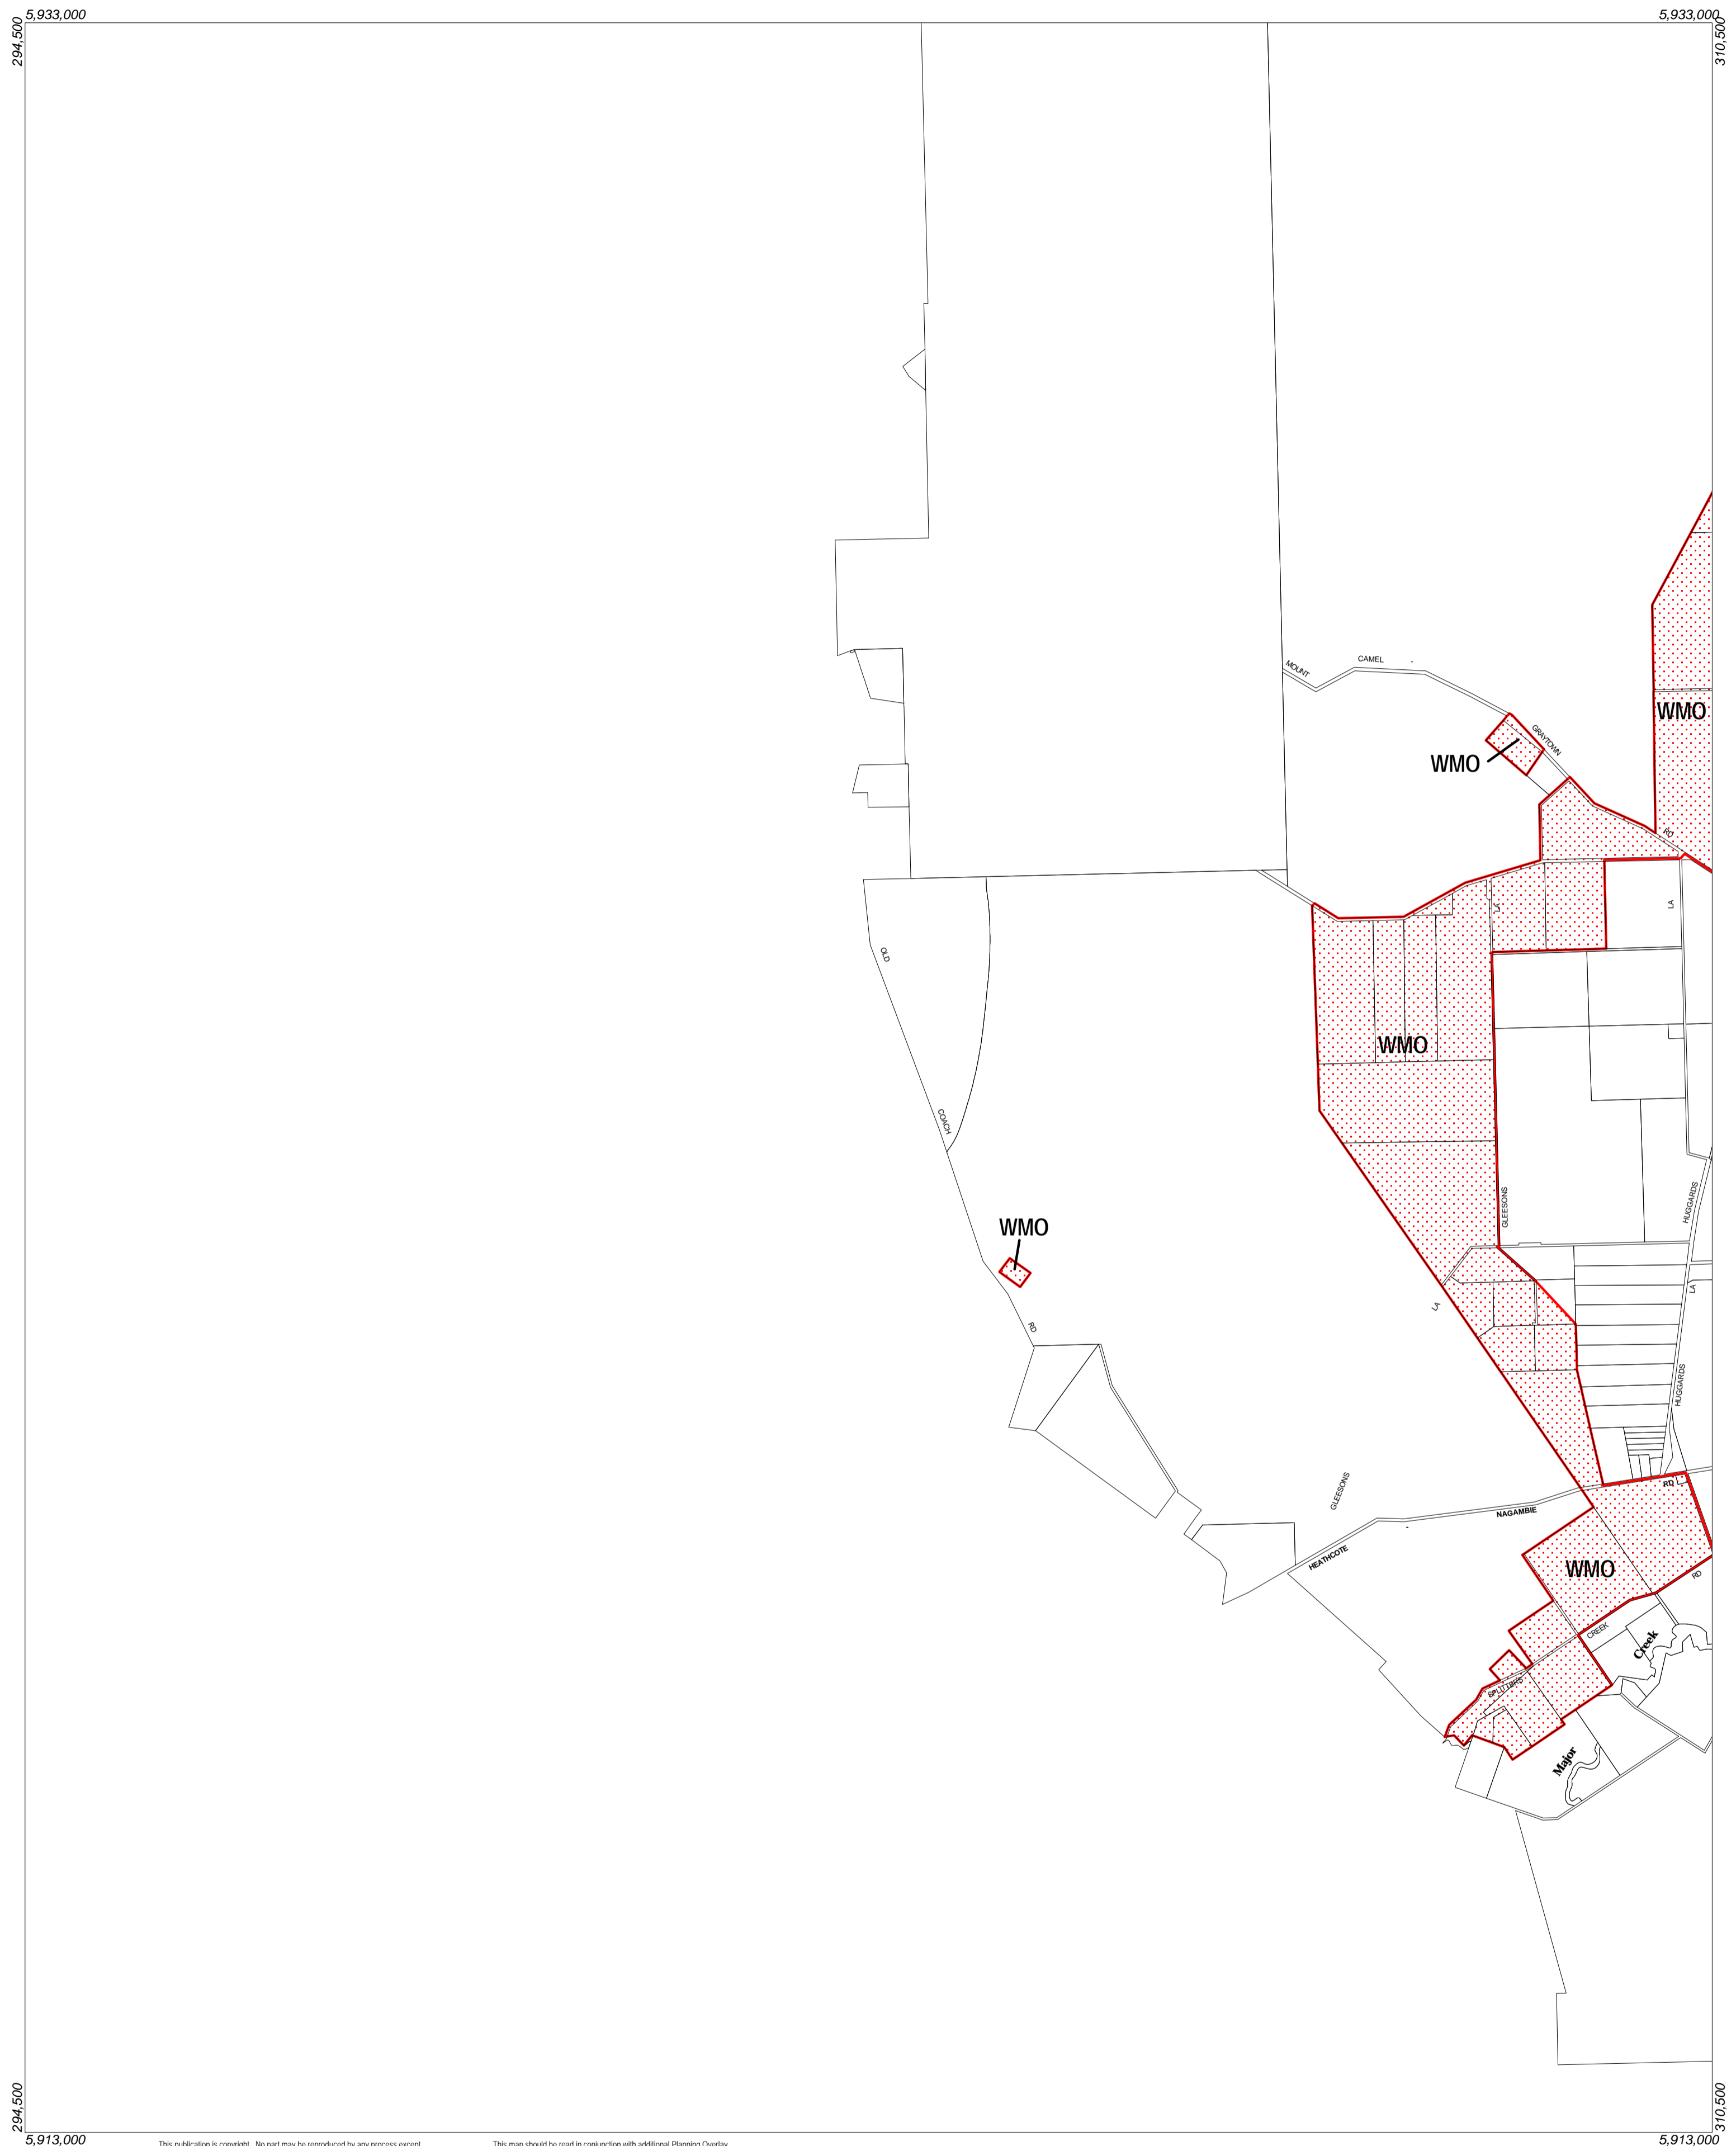 5,933,000
5,933,000
294,500
310,500
MOUNT
CAMEL
-
WMO
GRAYTOWN
WMO
RD
LA
LA
OLD
WMO
COACH
HUGGARDS
GLEESONS
WMO
LA
LA
RD
HUGGARDS
GLEESONS
RD
NAGAMBIE
-
HEATHCOTE
WMO
RD
CREEK
Creek
SPLITTERS
Major
294,500
310,500
5,913,000
5,913,000
This publication is copyright. No part may be reproduced by any process except
This map should be read in conjunction with additional Planning Overlay